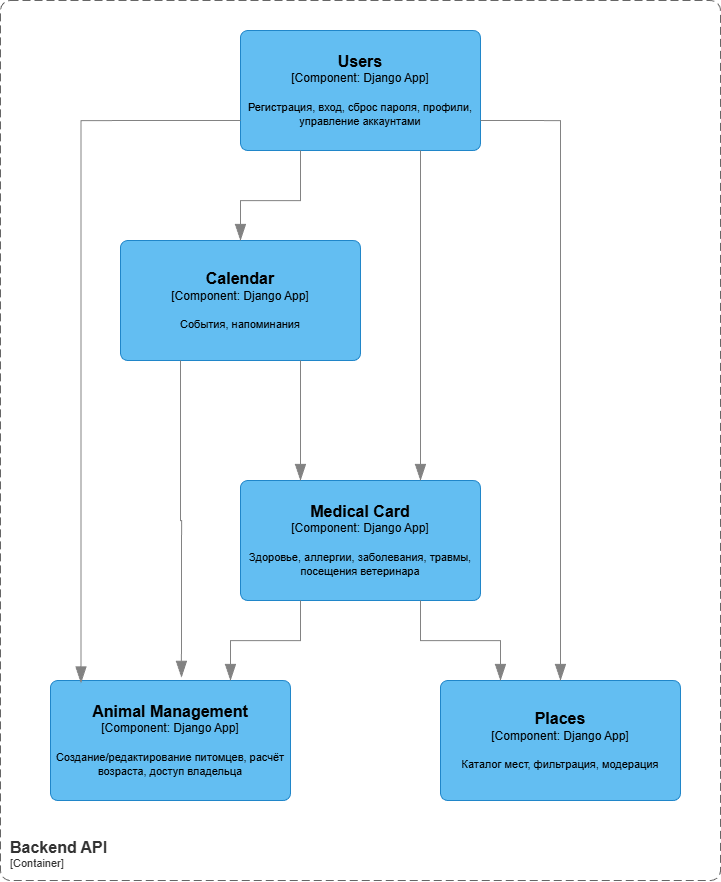 Users
[Component: Django App]
Регистрация, вход, сброс пароля, профили,
управление аккаунтами
Calendar
[Component: Django App]
События, напоминания
Medical Card
[Component: Django App]
Здоровье, аллергии, заболевания, травмы,
посещения ветеринара
Animal Management
[Component: Django App]
Создание/редактирование питомцев, расчёт
возраста, доступ владельца
Places
[Component: Django App]
Каталог мест, фильтрация, модерация
Backend API
[Container]